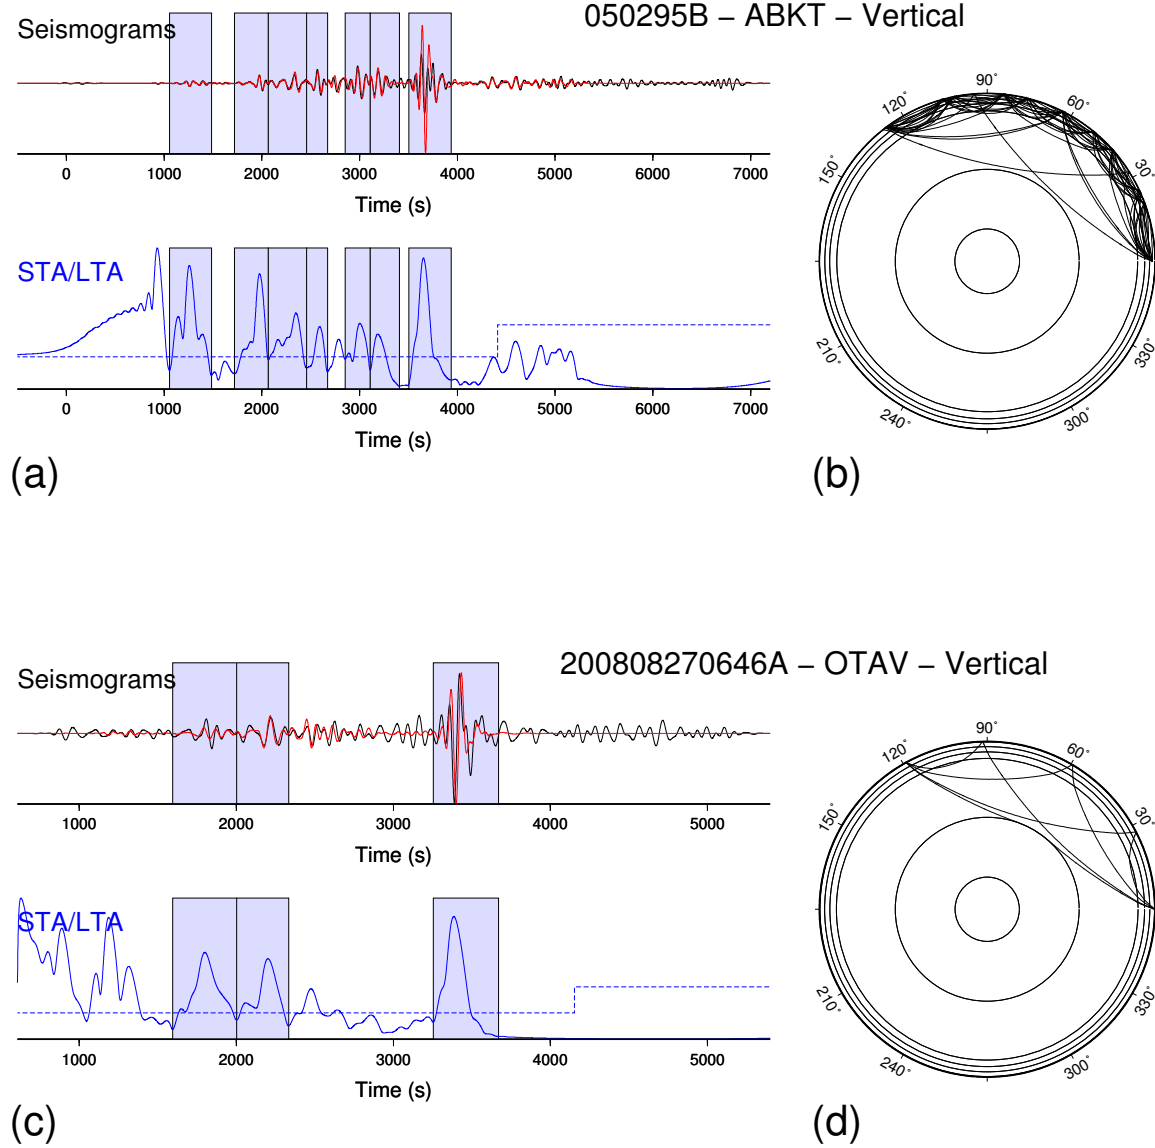 050295B − ABKT − Vertical
Seismograms
0 1000 2000 3000 4000 5000 6000 7000
Time (s)
STA/LTA
0 1000 2000 3000 4000 5000 6000 7000
Time (s)
90˚
120˚ 60˚
150˚ 30˚
210˚ 330˚
240˚ 300˚
(a) (b)
200808270646A − OTAV − Vertical
Seismograms
1000 2000 3000 4000 5000
Time (s)
STA/LTA
1000 2000 3000 4000 5000
Time (s)
90˚
120˚ 60˚
150˚ 30˚
210˚ 330˚
240˚ 300˚
(c) (d)